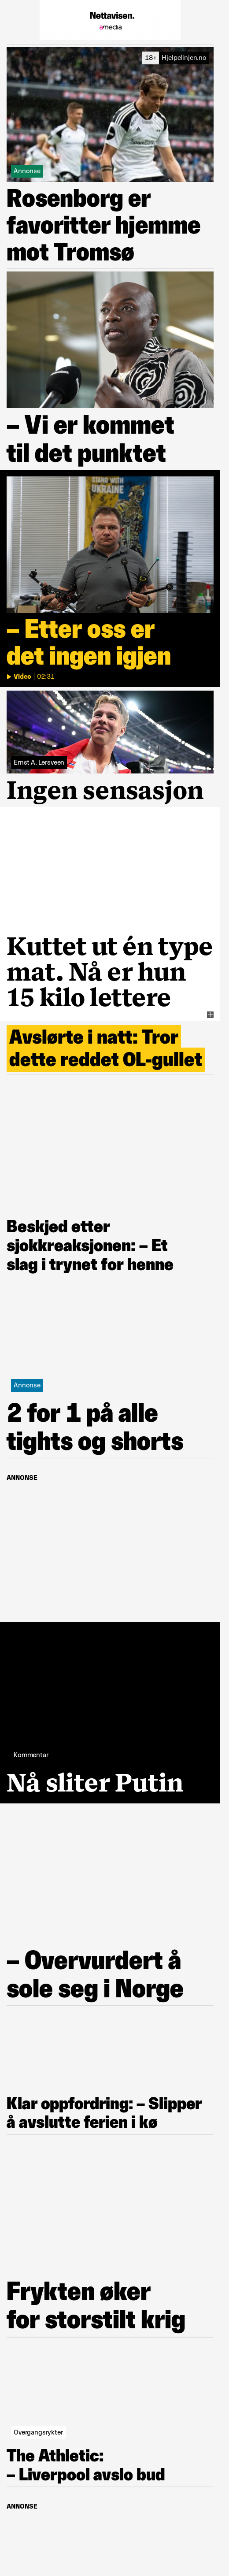 Nettavisen.
amedia
18+ Hjelpelinjen.no
Annonse
Rosenborg er
favoritter hjemme
mot Tromsø
– Vi er kommet
til det punktet
STAND WITH
UKRAINE
– Etter oss er
det ingen igjen
Video | 02:31
Ernst A. Lersveen
Ingen sensasjon
Kuttet ut én type
mat. Nå er hun
15 kilo lettere
Avslørte i natt: Tror
dette reddet OL-gullet
Beskjed etter
sjokkreaksjonen: – Et
slag i trynet for henne
Annonse
2 for 1 på alle
tights og shorts
ANNONSE
Kommentar
Nå sliter Putin
– Overvurdert å
sole seg i Norge
Klar oppfordring: – Slipper
å avslutte ferien i kø
Frykten øker
for storstilt krig
Overgangsrykter
The Athletic:
– Liverpool avslo bud
ANNONSE